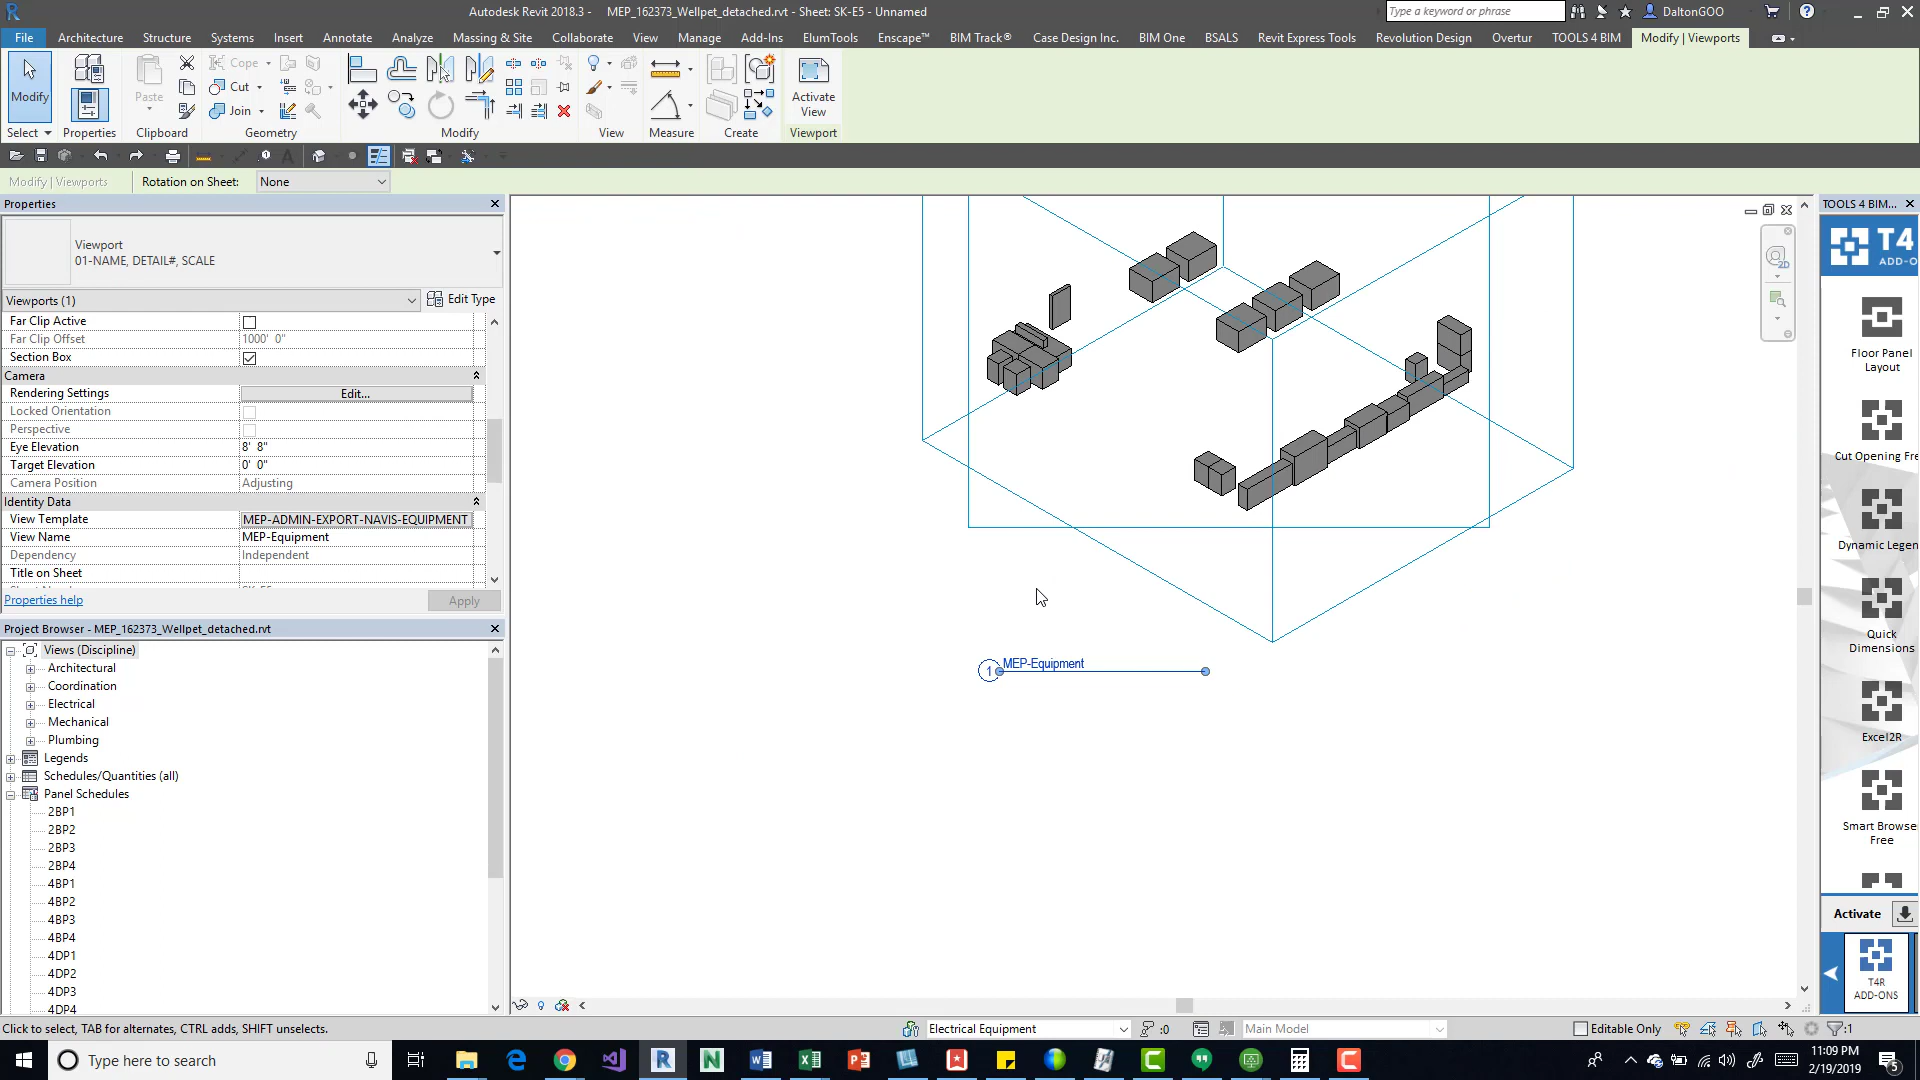 Autodesk Revit 2018.3 - MEP_162373_Wellpet_detached.rvt - Sheet: SK-E5 - Unnamed
Type a keyword or phrase
DaltonGOO
File Architecture Structure Systems Insert Annotate Analyze Massing & Site Collaborate View Manage Add-Ins ElumTools Enscape™ BIM Track® Case Design Inc. BIM One BSALS Revit Express Tools Revolution Design Overtur TOOLS 4 BIM Modify | Viewports
Modify
Paste
Cope
Cut
Join
Activate
View
Select Properties Clipboard Geometry Modify View Measure Create Viewport
Modify | Viewports
Rotation on Sheet: None
Properties
Viewport
01-NAME, DETAIL#, SCALE
Viewports (1)
Edit Type
Far Clip Active
Far Clip Offset 1000' 0"
Section Box
Camera
Rendering Settings Edit...
Locked Orientation
Perspective
Eye Elevation 8' 8"
Target Elevation 0' 0"
Camera Position Adjusting
Identity Data
View Template MEP-ADMIN-EXPORT-NAVIS-EQUIPMENT
View Name MEP-Equipment
Dependency Independent
Title on Sheet
Properties help
Apply
Project Browser - MEP_162373_Wellpet_detached.rvt
Views (Discipline)
Architectural
Coordination
Electrical
Mechanical
Plumbing
Legends
Schedules/Quantities (all)
Panel Schedules
2BP1
2BP2
2BP3
2BP4
4BP1
4BP2
4BP3
4BP4
4DP1
4DP2
4DP3
4DP4
1 MEP-Equipment
2D
TOOLS 4 BIM...
T4
ADD-O
Floor Panel
Layout
Cut Opening Fre
Dynamic Legen
Quick
Dimensions
Excel2R
Smart Browse
Free
Activate
T4R
ADD-ONS
Click to select, TAB for alternates, CTRL adds, SHIFT unselects.
Electrical Equipment
:0
Main Model
Editable Only
:1
Type here to search
11:09 PM
2/19/2019
5